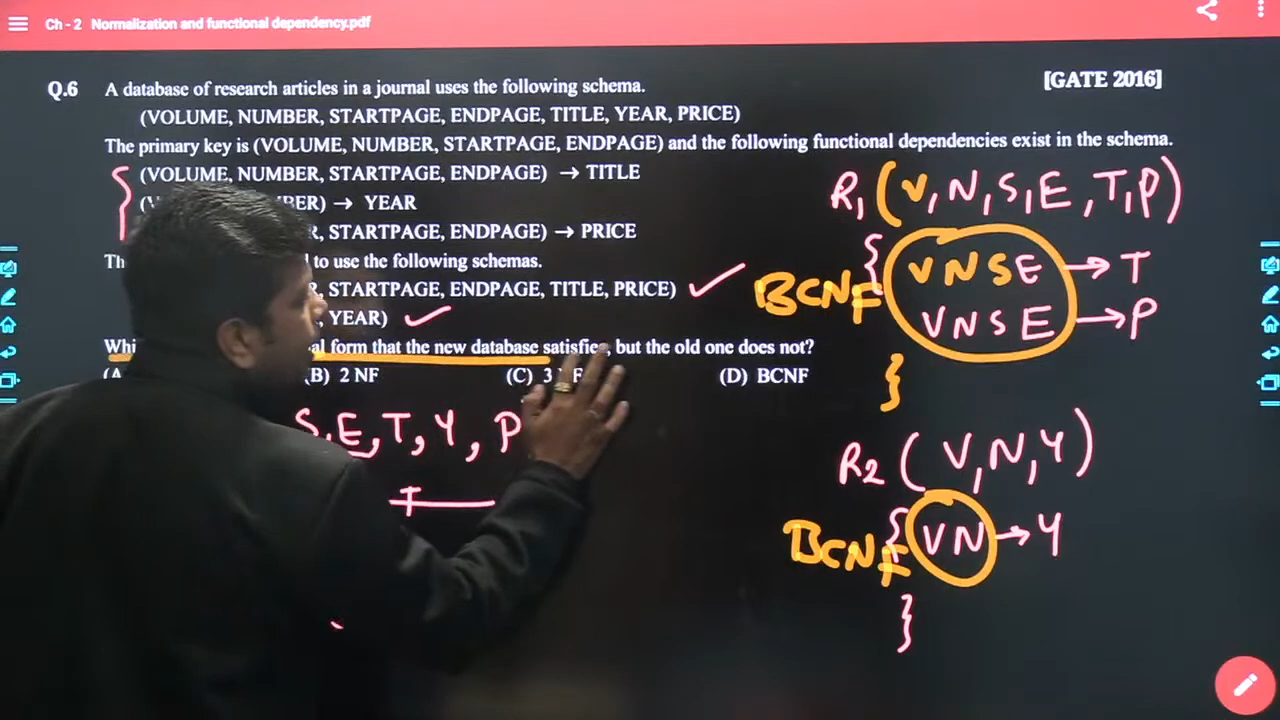 Ch - 2 Normalization and functional dependency.pdf
Q.6 A database of research articles in a journal uses the following schema. [GATE 2016]
(VOLUME, NUMBER, STARTPAGE, ENDPAGE, TITLE, YEAR, PRICE)
The primary key is (VOLUME, NUMBER, STARTPAGE, ENDPAGE) and the following functional dependencies exist in the schema.
(VOLUME, NUMBER, STARTPAGE, ENDPAGE) → TITLE
BER) → YEAR
R, STARTPAGE, ENDPAGE) → PRICE
to use the following schemas.
R, STARTPAGE, ENDPAGE, TITLE, PRICE) ✓
, YEAR) ✓
form that the new database satisfies, but the old one does not?
(B) 2 NF (C) 3 (D) BCNF
S, E, T, Y, P
T
R1 (V, N, S, E, T, P)
{
VNSE → T
BCNF
VNSE → P
}
R2 (V, N, Y)
{ VN → Y
BCNF
}